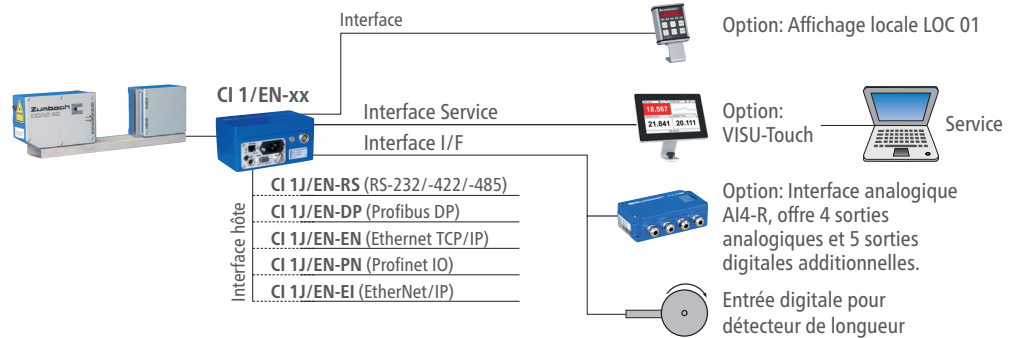 Interface
Option: Affichage locale LOC 01
Zumbach
ODAC 60
CI 1/EN-xx
Interface Service
Interface I/F
18.567
21.841 20.111
Option:
VISU-Touch
Service
Interface hôte
CI 1J/EN-RS (RS-232/-422/-485)
CI 1J/EN-DP (Profibus DP)
CI 1J/EN-EN (Ethernet TCP/IP)
CI 1J/EN-PN (Profinet IO)
CI 1J/EN-EI (EtherNet/IP)
Option: Interface analogique
AI4-R, offre 4 sorties
analogiques et 5 sorties
digitales additionnelles.
Entrée digitale pour
détecteur de longueur